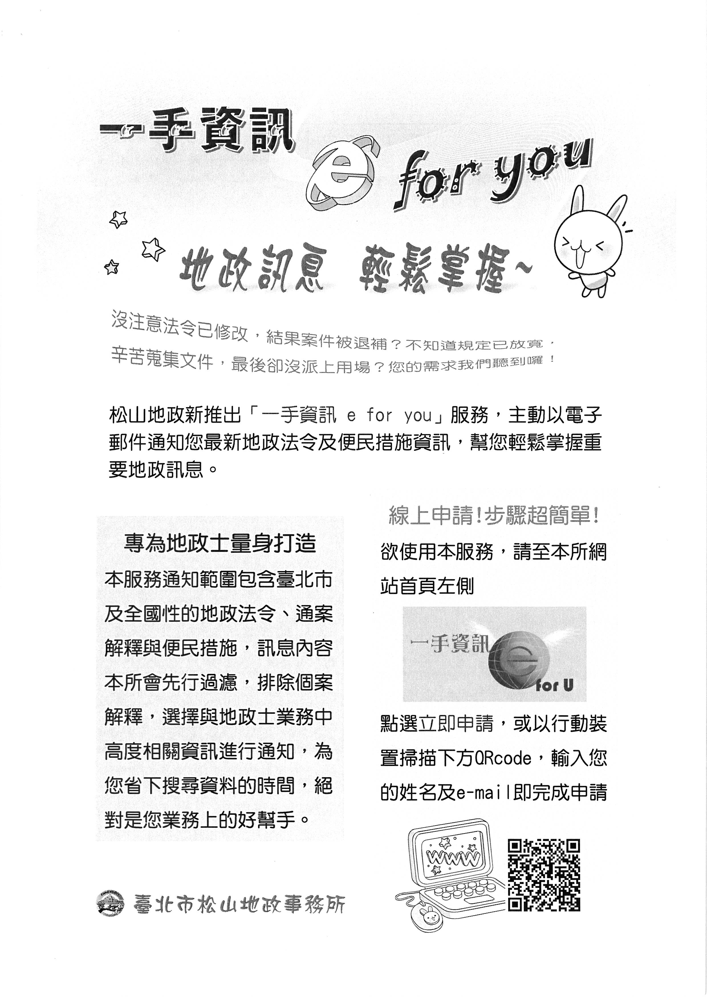 一手資訊
e for you
地政訊息 輕鬆掌握~
沒注意法令已修改，結果案件被退補？不知道規定已放寬，
辛苦蒐集文件，最後卻沒派上用場？您的需求我們聽到囉！
松山地政新推出「一手資訊 e for you」服務，主動以電子
郵件通知您最新地政法令及便民措施資訊，幫您輕鬆掌握重
要地政訊息。
專為地政士量身打造
本服務通知範圍包含臺北市
及全國性的地政法令、通案
解釋與便民措施，訊息內容
本所會先行過濾，排除個案
解釋，選擇與地政士業務中
高度相關資訊進行通知，為
您省下搜尋資料的時間，絕
對是您業務上的好幫手。
線上申請!步驟超簡單!
欲使用本服務，請至本所網
站首頁左側
一手資訊 e
for U
點選立即申請，或以行動裝
置掃描下方QRcode，輸入您
的姓名及e-mail即完成申請
WWW
臺北市松山地政事務所